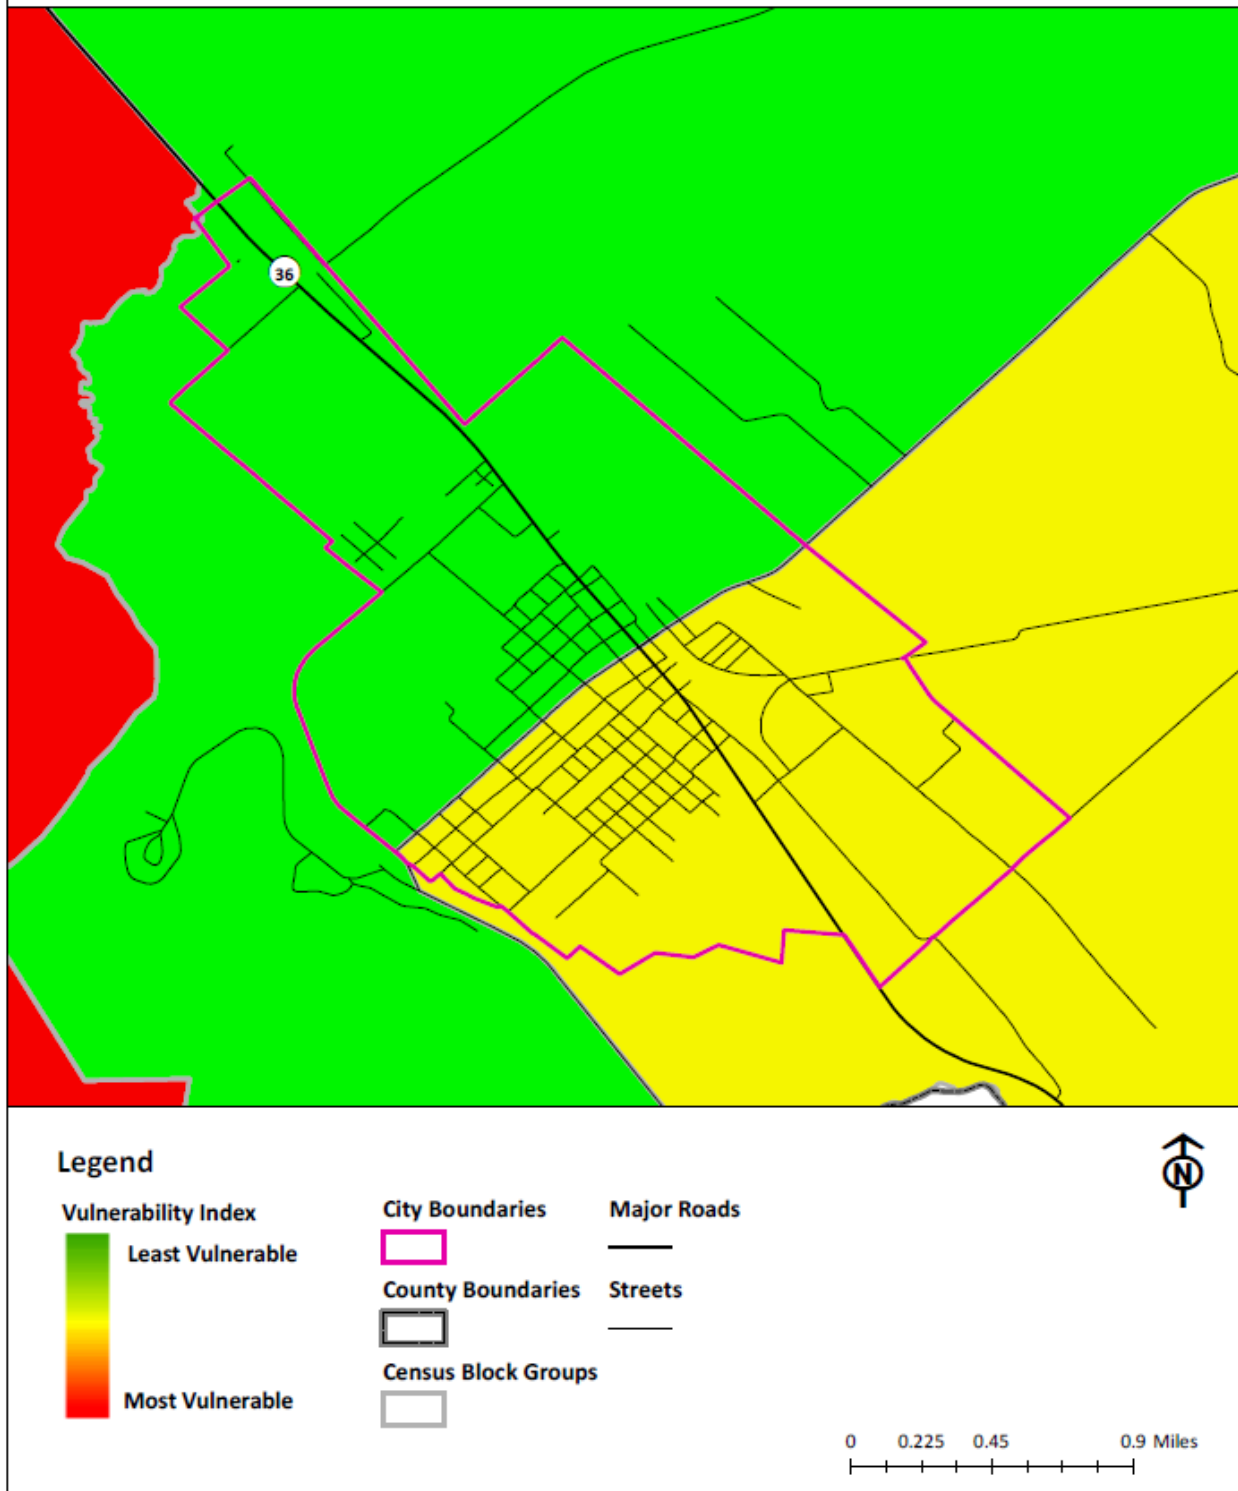 36
Legend
N
Vulnerability Index
City Boundaries
Major Roads
Least Vulnerable
County Boundaries
Streets
Census Block Groups
Most Vulnerable
0 0.225 0.45 0.9 Miles